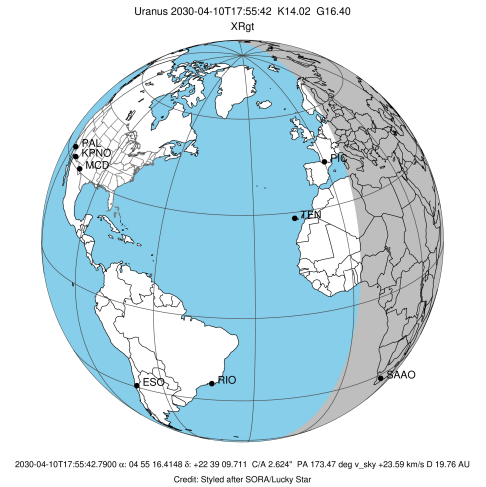 Uranus 2030-04-10T17:55:42 K14.02 G16.40
XRgt
PAL
KPNO
MCD
PIC
TEN
ESO
RIO
SAAO
2030-04-10T17:55:42.7900 α: 04 55 16.4148 δ: +22 39 09.711 C/A 2.624" PA 173.47 deg v_sky +23.59 km/s D 19.76 AU
Credit: Styled after SORA/Lucky Star